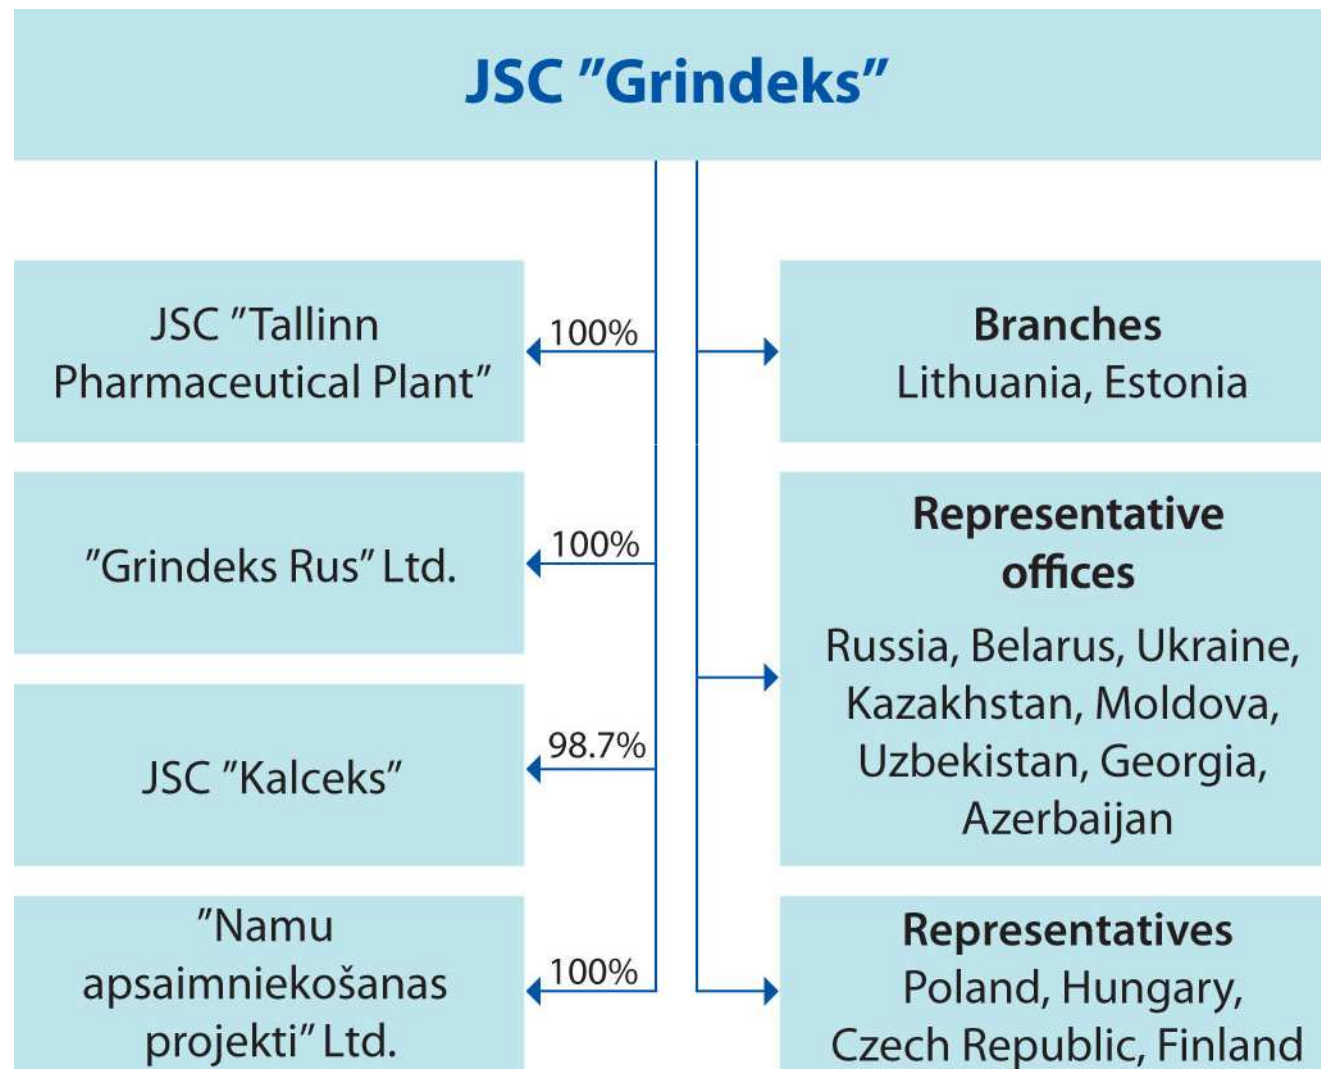 JSC ”Grindeks”
JSC ”Tallinn
Pharmaceutical Plant”
100%
”Grindeks Rus” Ltd.
100%
JSC ”Kalceks”
98.7%
”Namu
apsaimniekošanas
projekti” Ltd.
100%
Branches
Lithuania, Estonia
Representative
offices
Russia, Belarus, Ukraine,
Kazakhstan, Moldova,
Uzbekistan, Georgia,
Azerbaijan
Representatives
Poland, Hungary,
Czech Republic, Finland